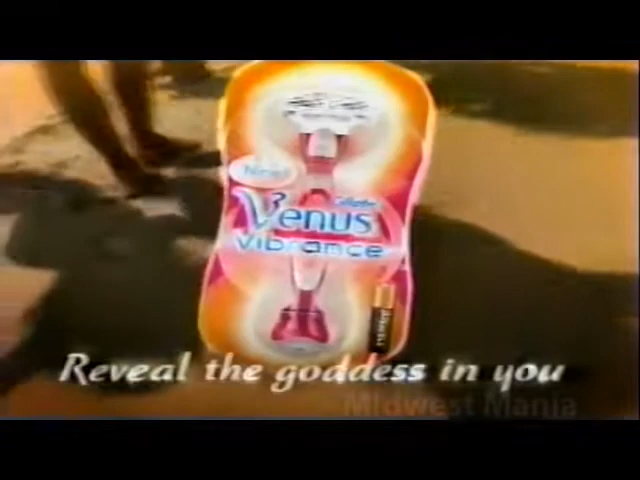 New!
Gillette
Venus
Vibrance
Reveal the goddess in you
Midwest Mania